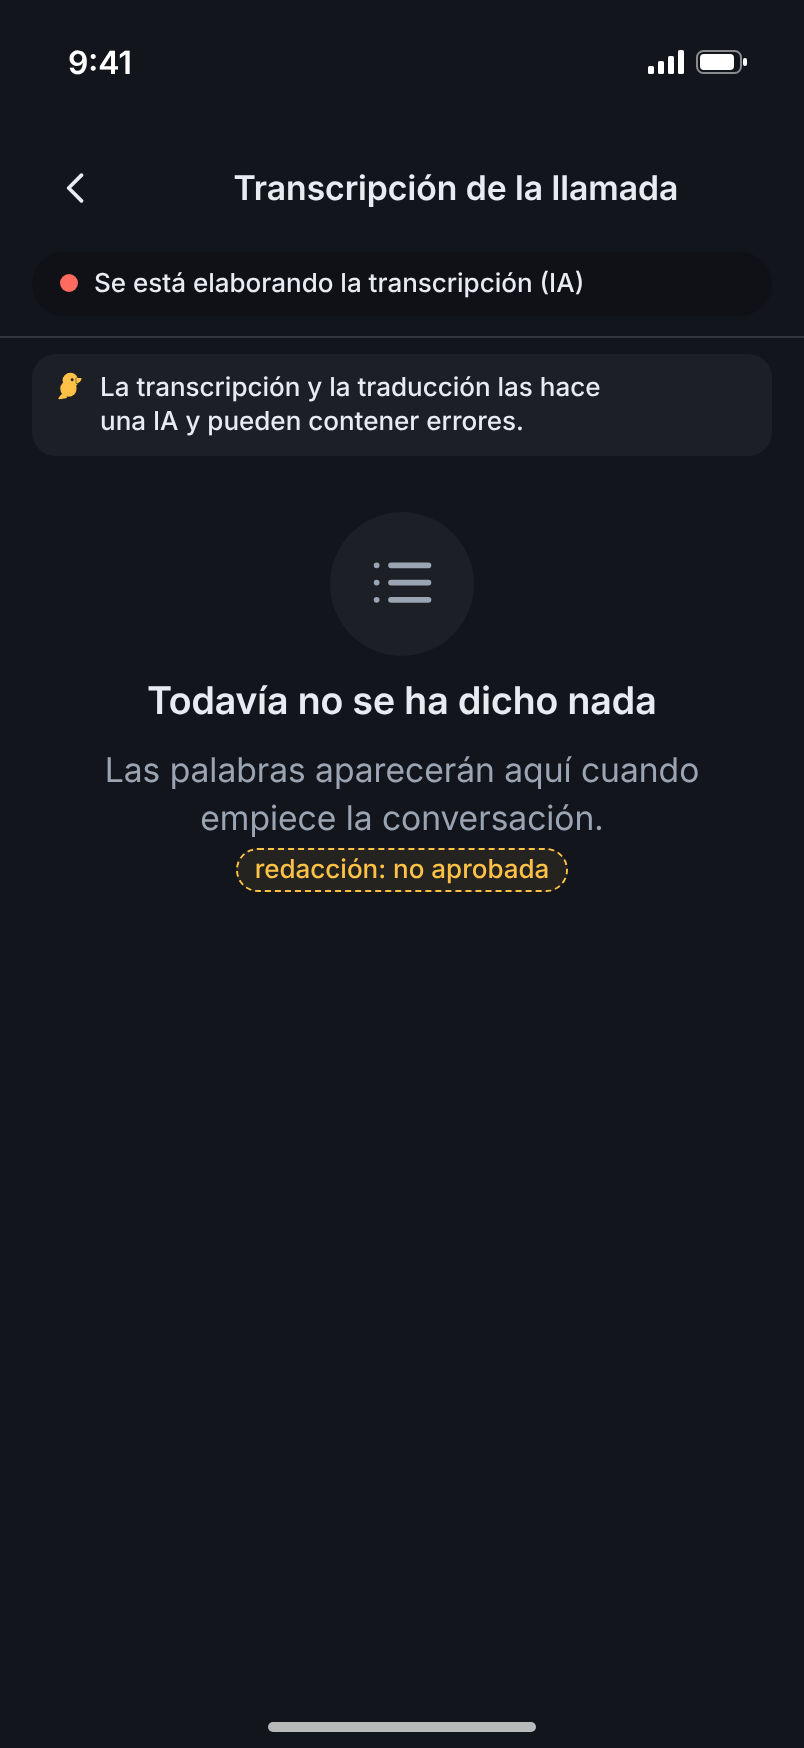 9:41
Transcripción de la llamada
Se está elaborando la transcripción (IA)
La transcripción y la traducción las hace
una IA y pueden contener errores.
Todavía no se ha dicho nada
Las palabras aparecerán aquí cuando
empiece la conversación.
redacción: no aprobada